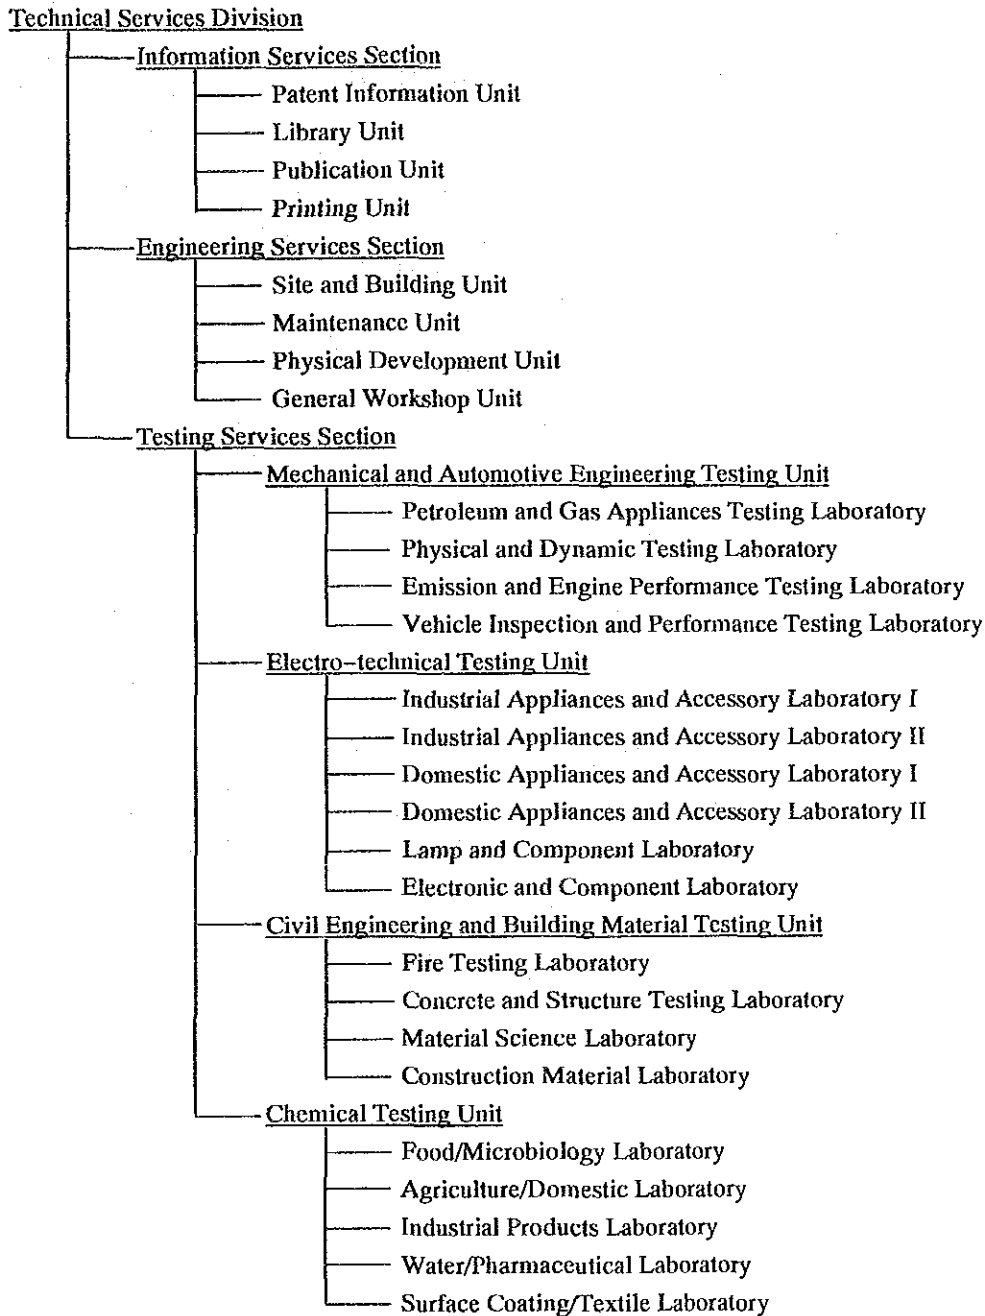 Technical Services Division
Information Services Section
Patent Information Unit
Library Unit
Publication Unit
Printing Unit
Engineering Services Section
Site and Building Unit
Maintenance Unit
Physical Development Unit
General Workshop Unit
Testing Services Section
Mechanical and Automotive Engineering Testing Unit
Petroleum and Gas Appliances Testing Laboratory
Physical and Dynamic Testing Laboratory
Emission and Engine Performance Testing Laboratory
Vehicle Inspection and Performance Testing Laboratory
Electro-technical Testing Unit
Industrial Appliances and Accessory Laboratory I
Industrial Appliances and Accessory Laboratory II
Domestic Appliances and Accessory Laboratory I
Domestic Appliances and Accessory Laboratory II
Lamp and Component Laboratory
Electronic and Component Laboratory
Civil Engineering and Building Material Testing Unit
Fire Testing Laboratory
Concrete and Structure Testing Laboratory
Material Science Laboratory
Construction Material Laboratory
Chemical Testing Unit
Food/Microbiology Laboratory
Agriculture/Domestic Laboratory
Industrial Products Laboratory
Water/Pharmaceutical Laboratory
Surface Coating/Textile Laboratory